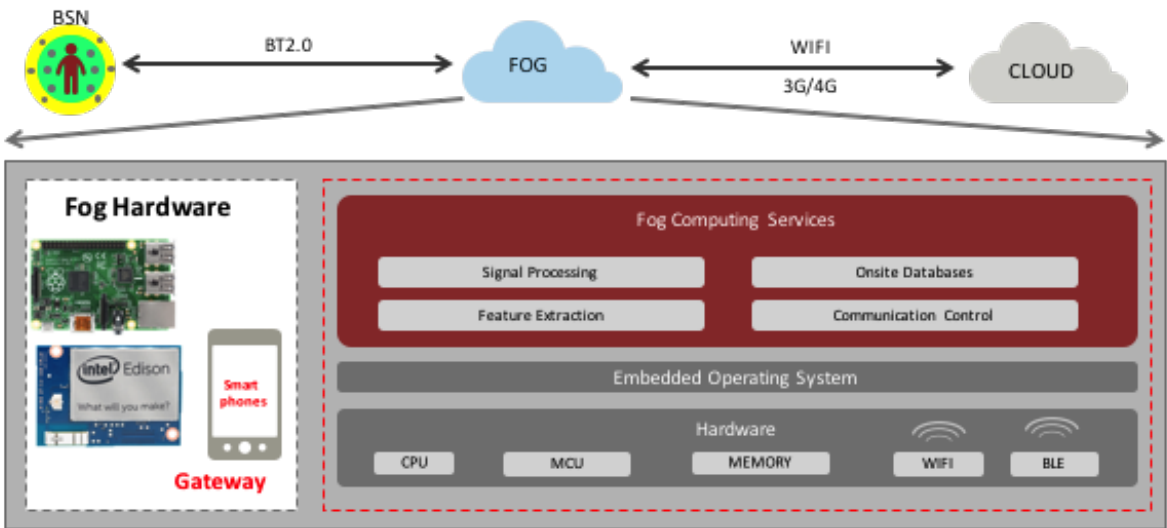 BSN
BT2.0
FOG
WIFI
3G/4G
CLOUD
Fog Hardware
intel Edison
What will you make?
Smart
phones
Gateway
Fog Computing Services
Signal Processing
Onsite Databases
Feature Extraction
Communication Control
Embedded Operating System
Hardware
CPU
MCU
MEMORY
WIFI
BLE